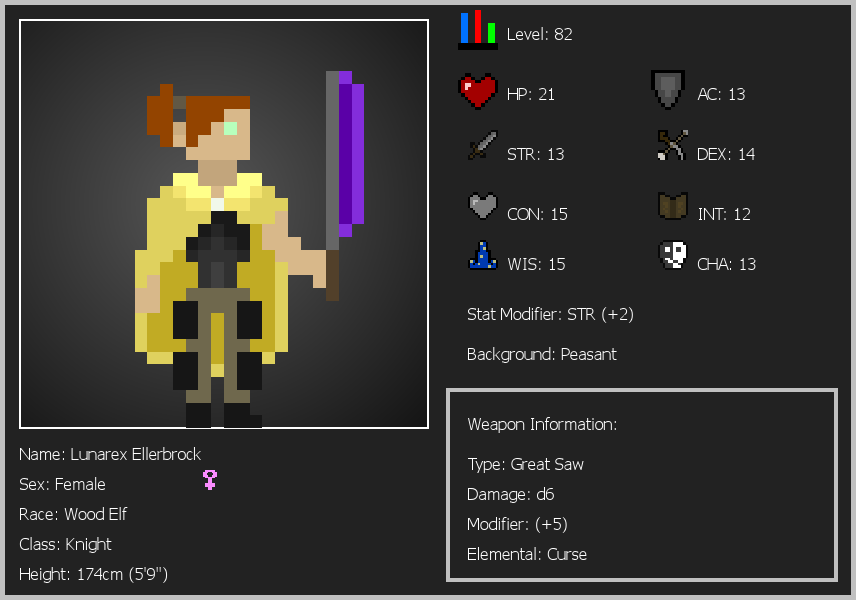 Level: 82
HP: 21
AC: 13
STR: 13
DEX: 14
CON: 15
INT: 12
WIS: 15
CHA: 13
Stat Modifier: STR (+2)
Background: Peasant
Weapon Information:
Type: Great Saw
Damage: d6
Modifier: (+5)
Elemental: Curse
Name: Lunarex Ellerbrock
Sex: Female
Race: Wood Elf
Class: Knight
Height: 174cm (5'9")